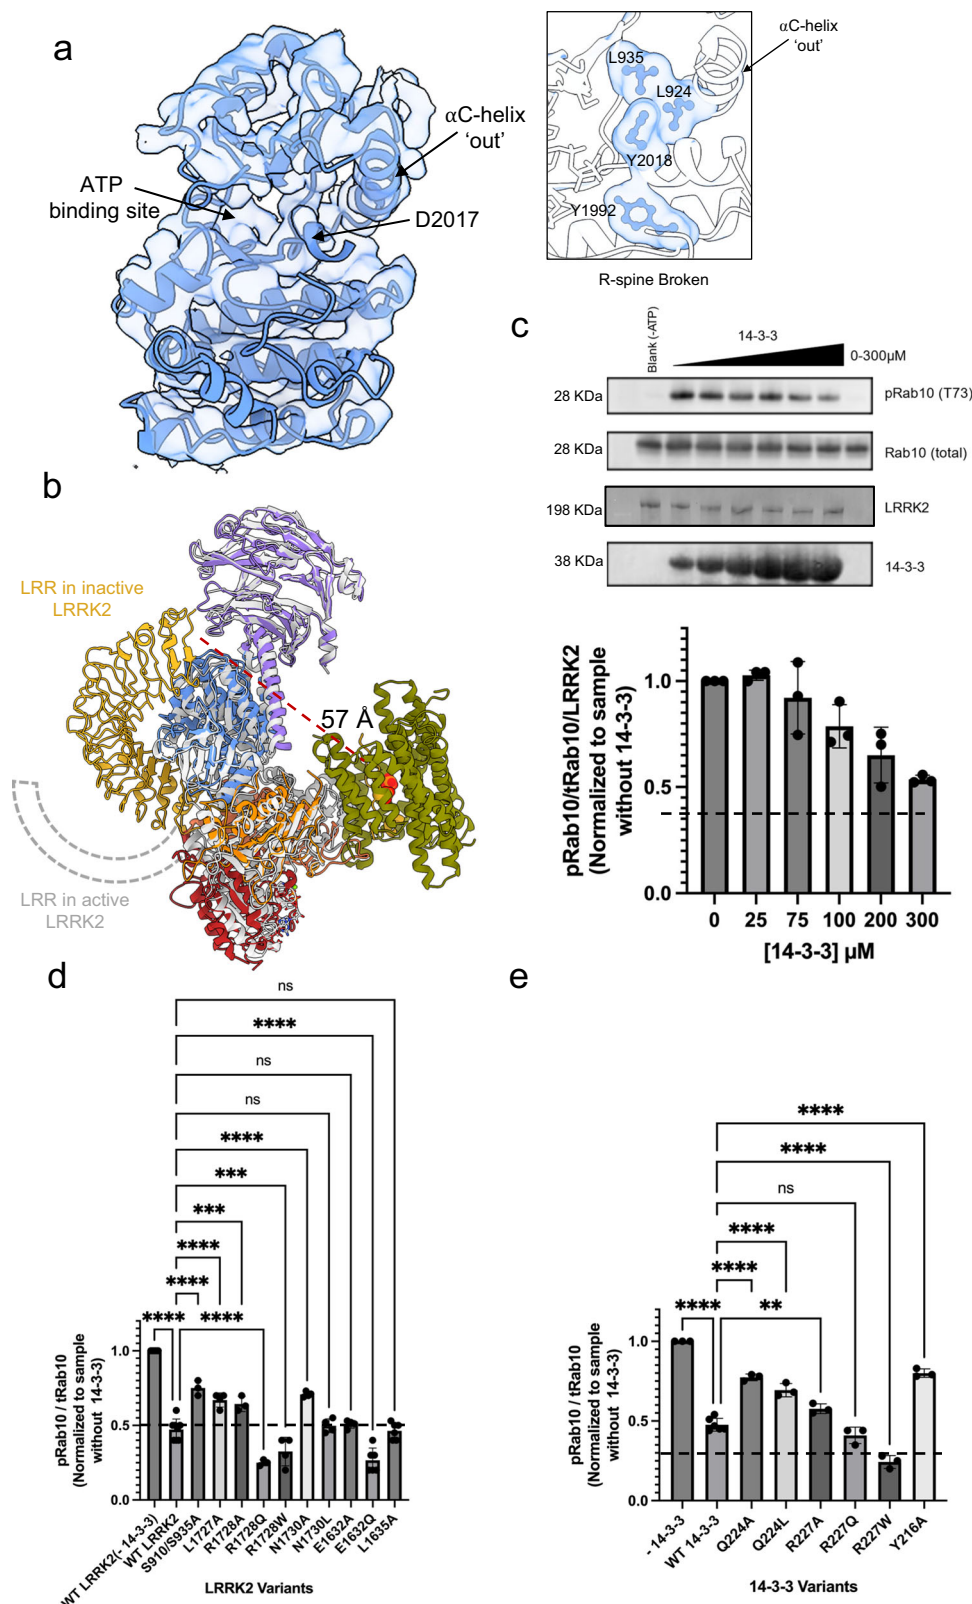 a
αC-helix
'out'
ATP
binding site
D2017
L935
L924
Y2018
Y1992
αC-helix
'out'
R-spine Broken
b
LRR in inactive
LRRK2
57 Å
LRR in active
LRRK2
c
Blank (-ATP)
14-3-3
0-300μM
28 KDa
pRab10 (T73)
28 KDa
Rab10 (total)
198 KDa
LRRK2
38 KDa
14-3-3
pRab10/tRab10/LRRK2
(Normalized to sample
without 14-3-3)
1.0
0.5
0.0
0 25 75 100 200 300
[14-3-3] μM
d
ns
****
ns
ns
****
***
***
****
****
**** ****
pRab10 / tRab10
(Normalized to sample
without 14-3-3)
1.0
0.5
0.0
WT LRRK2(- 14-3-3)
WT LRRK2
S910/S935A
L1727A
R1728A
R1728Q
R1728W
N1730A
N1730L
E1632A
E1632Q
L1635A
LRRK2 Variants
e
****
****
ns
****
****
**** **
pRab10 / tRab10
(Normalized to sample
without 14-3-3)
1.0
0.5
0.0
- 14-3-3
WT 14-3-3
Q224A
Q224L
R227A
R227Q
R227W
Y216A
14-3-3 Variants